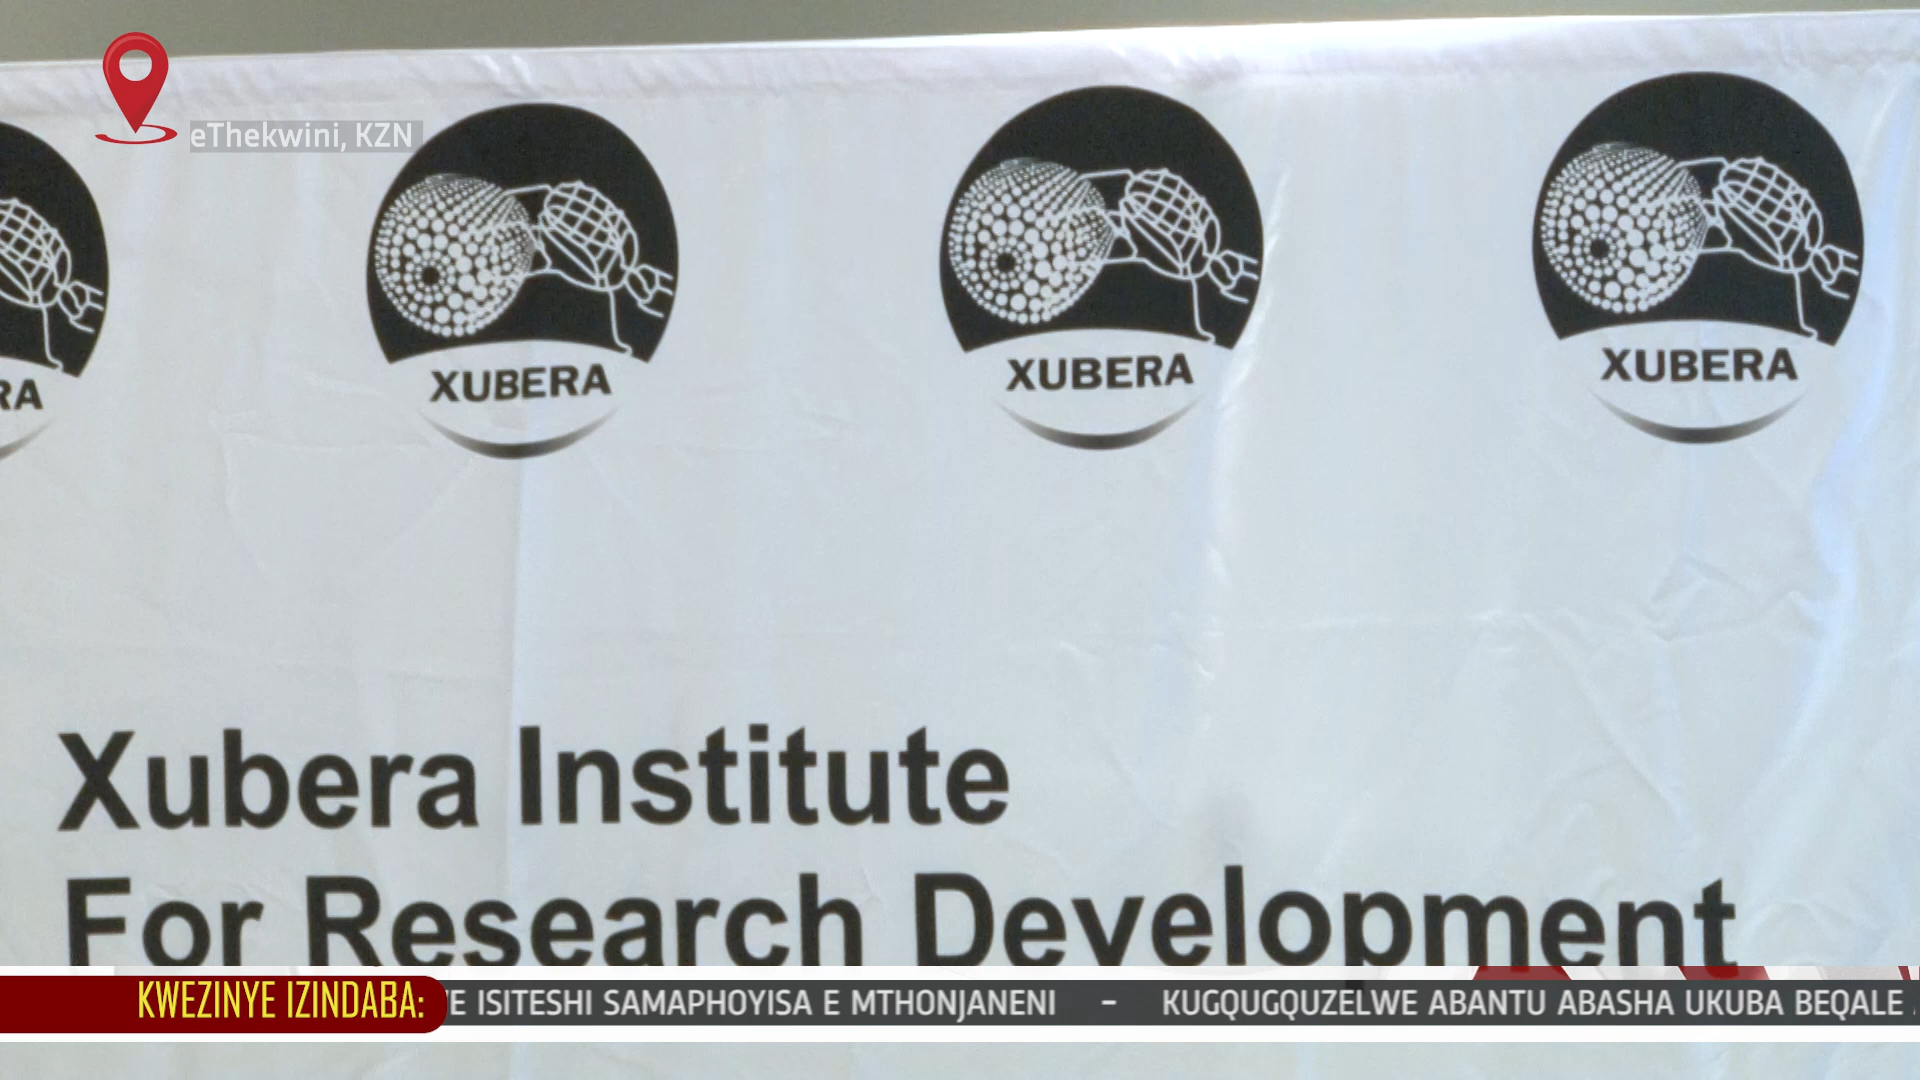 eThekwini, KZN
RA
XUBERA
XUBERA
XUBERA
Xubera Institute
For Research Development
KWEZINYE IZINDABA:
ISITESHI SAMAPHOYISA E MTHONJANENI - KUGQUGQUZELWE ABANTU ABASHA UKUBA BEQALE